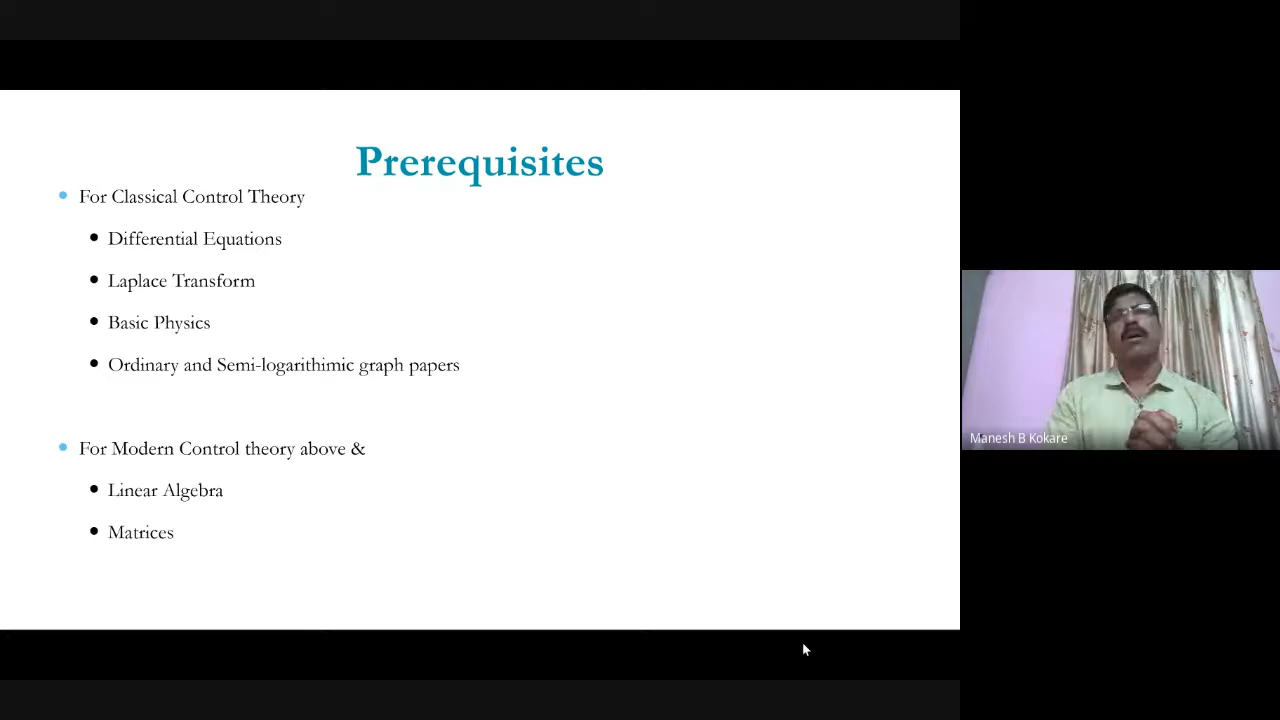 Prerequisites
For Classical Control Theory
Differential Equations
Laplace Transform
Basic Physics
Ordinary and Semi-logarithimic graph papers
For Modern Control theory above &
Linear Algebra
Matrices
Manesh B Kokare